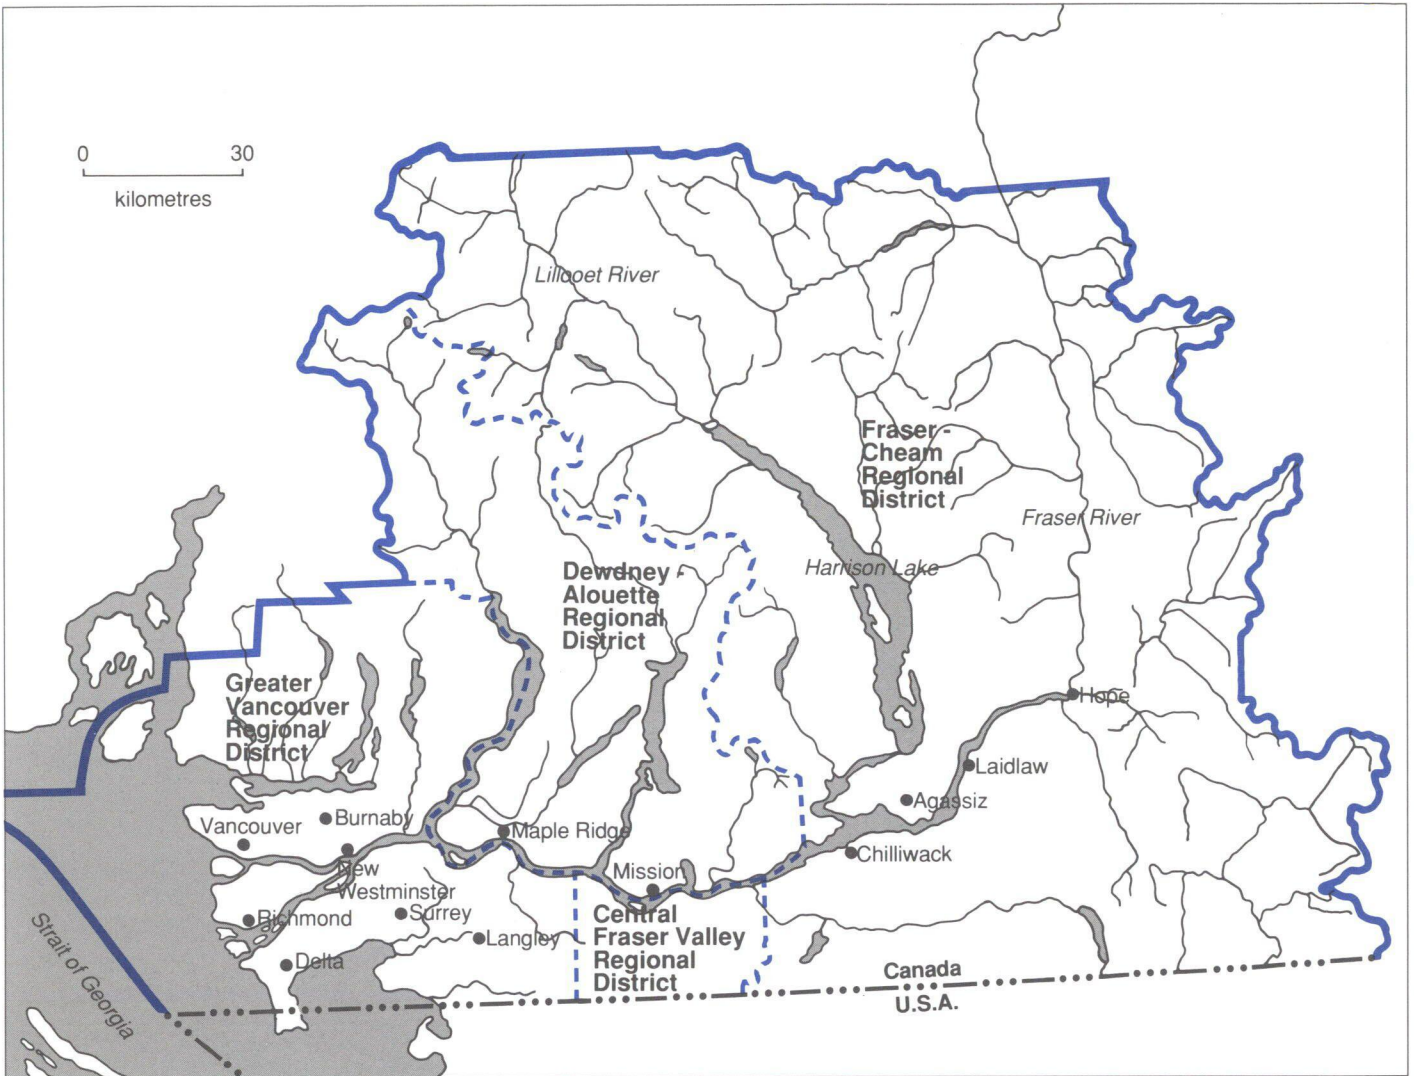 0 30
kilometres
Lillooet River
Fraser -
Cheam
Regional
District
Fraser River
Harrison Lake
Dewdney -
Alouette
Regional
District
Greater
Vancouver
Regional
District
Hope
Laidlaw
Agassiz
Chilliwack
Burnaby
Vancouver
Maple Ridge
New
Westminster
Mission
Richmond
Surrey
Langley
Delta
Central
Fraser Valley
Regional
District
Strait of Georgia
Canada
U.S.A.